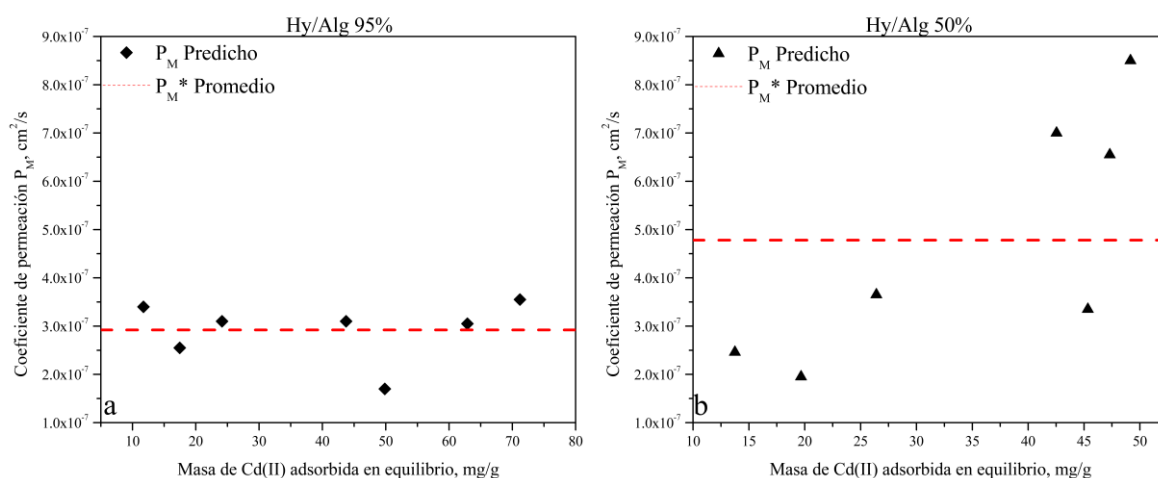 Hy/Alg 95%
9.0x10⁻⁷
8.0x10⁻⁷
7.0x10⁻⁷
6.0x10⁻⁷
5.0x10⁻⁷
4.0x10⁻⁷
3.0x10⁻⁷
2.0x10⁻⁷
1.0x10⁻⁷
Coeficiente de permeación P_M, cm²/s
P_M Predicho
P_M* Promedio
a
10 20 30 40 50 60 70 80
Masa de Cd(II) adsorbida en equilibrio, mg/g
Hy/Alg 50%
9.0x10⁻⁷
8.0x10⁻⁷
7.0x10⁻⁷
6.0x10⁻⁷
5.0x10⁻⁷
4.0x10⁻⁷
3.0x10⁻⁷
2.0x10⁻⁷
1.0x10⁻⁷
Coeficiente de permeación P_M, cm²/s
P_M Predicho
P_M* Promedio
b
10 15 20 25 30 35 40 45 50
Masa de Cd(II) adsorbida en equilibrio, mg/g